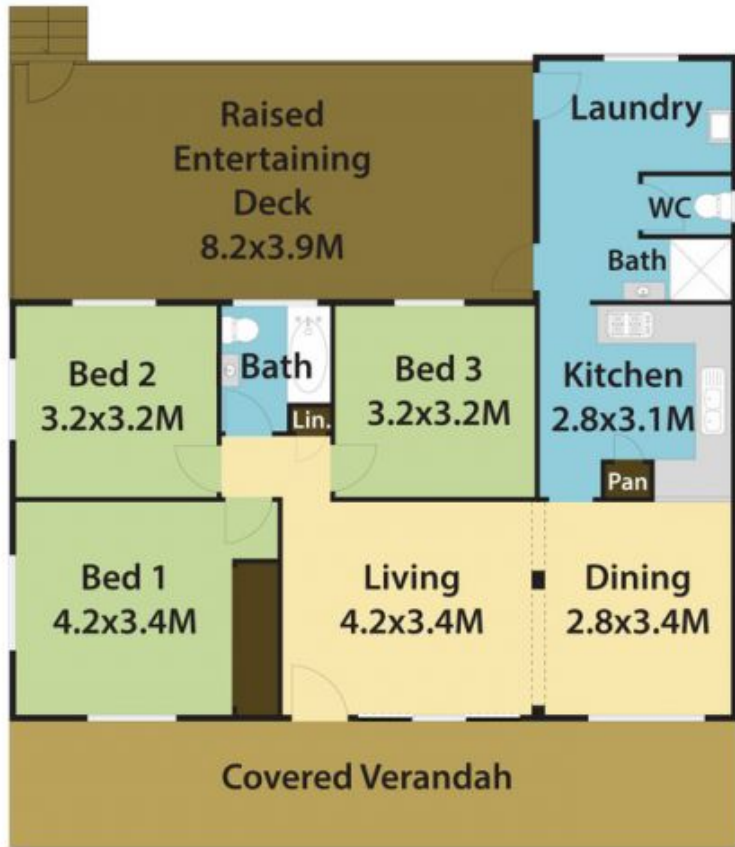 Raised
Entertaining
Deck
8.2x3.9M
Laundry
WC
Bath
Bed 2
3.2x3.2M
Bath
Lin.
Bed 3
3.2x3.2M
Kitchen
2.8x3.1M
Pan
Bed 1
4.2x3.4M
Living
4.2x3.4M
Dining
2.8x3.4M
Covered Verandah